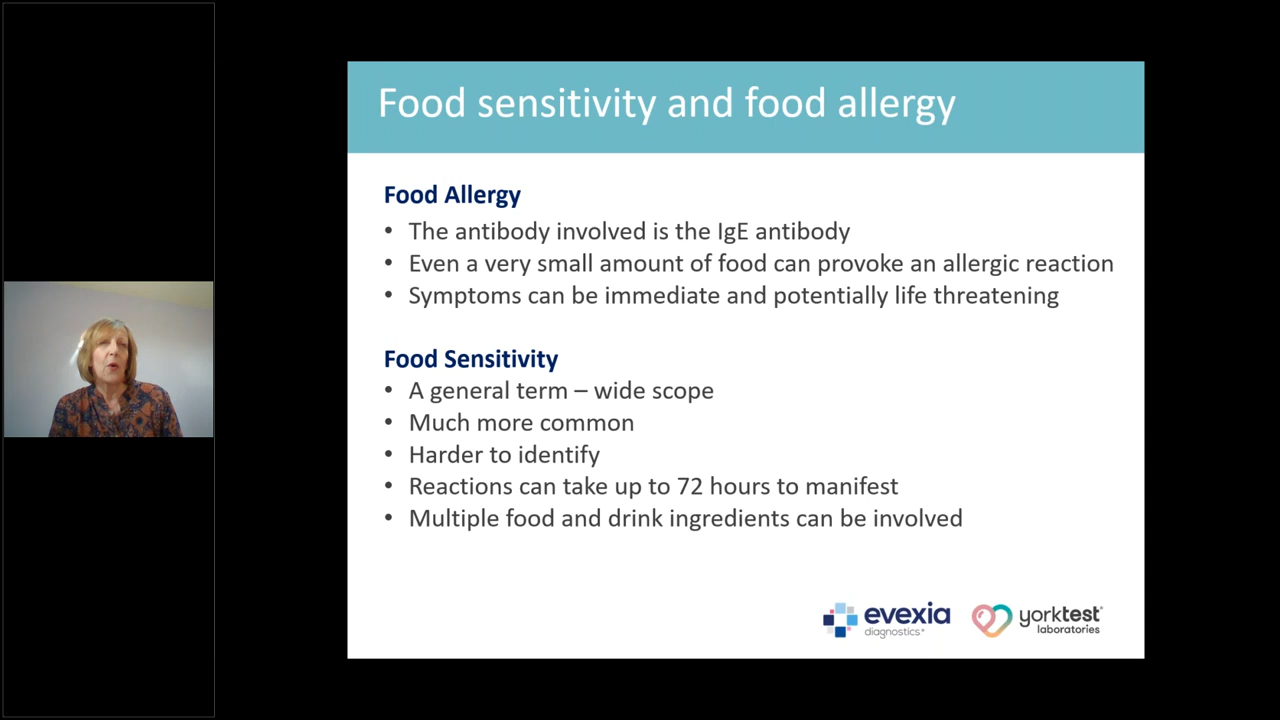 Food sensitivity and food allergy
Food Allergy
• The antibody involved is the IgE antibody
• Even a very small amount of food can provoke an allergic reaction
• Symptoms can be immediate and potentially life threatening
Food Sensitivity
• A general term – wide scope
• Much more common
• Harder to identify
• Reactions can take up to 72 hours to manifest
• Multiple food and drink ingredients can be involved
evexia
diagnostics
yorktest
laboratories